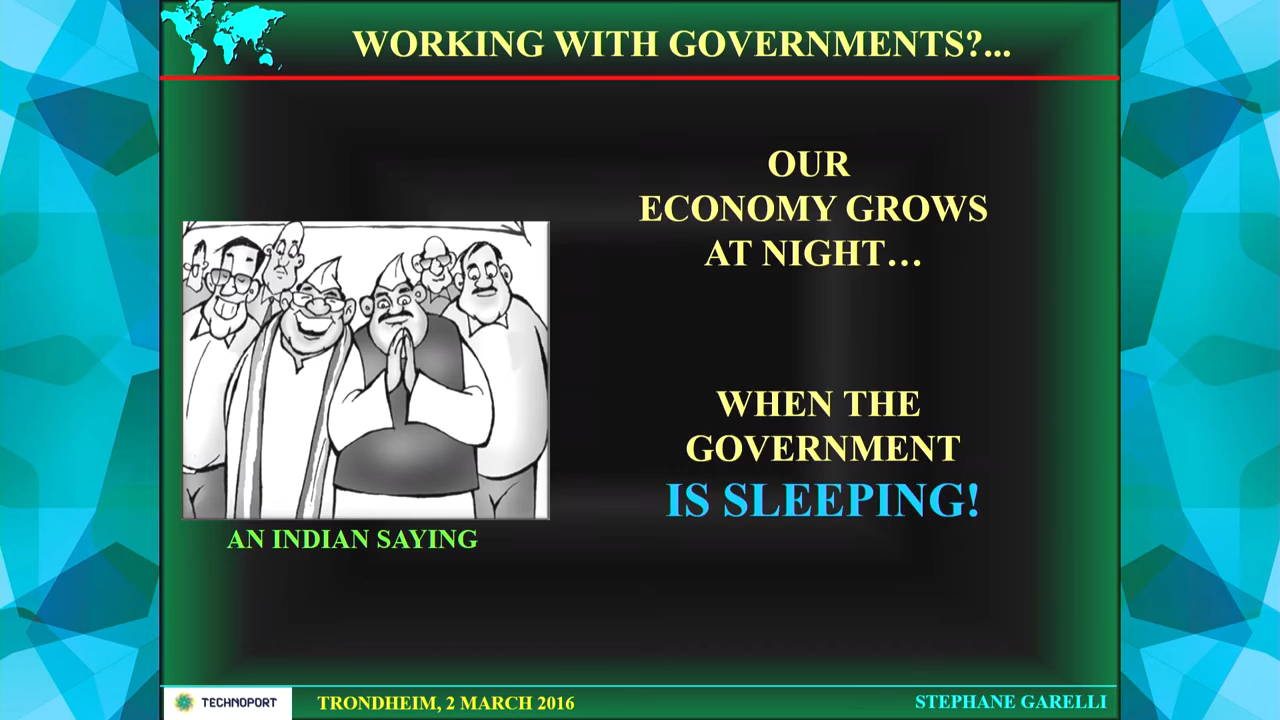 WORKING WITH GOVERNMENTS?...
OUR
ECONOMY GROWS
AT NIGHT...
WHEN THE
GOVERNMENT
IS SLEEPING!
AN INDIAN SAYING
TECHNOPORT
TRONDHEIM, 2 MARCH 2016
STEPHANE GARELLI